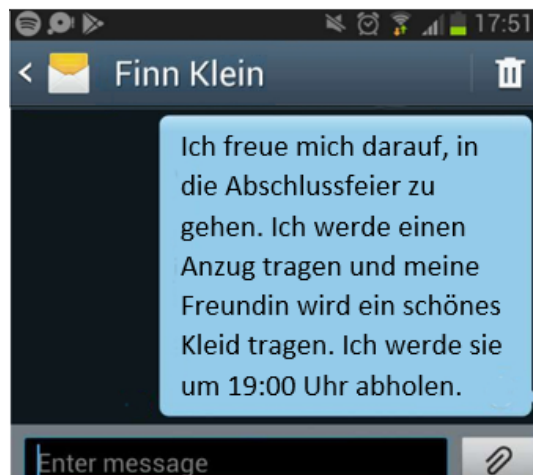 17:51
Finn Klein
Ich freue mich darauf, in
die Abschlussfeier zu
gehen. Ich werde einen
Anzug tragen und meine
Freundin wird ein schönes
Kleid tragen. Ich werde sie
um 19:00 Uhr abholen.
Enter message